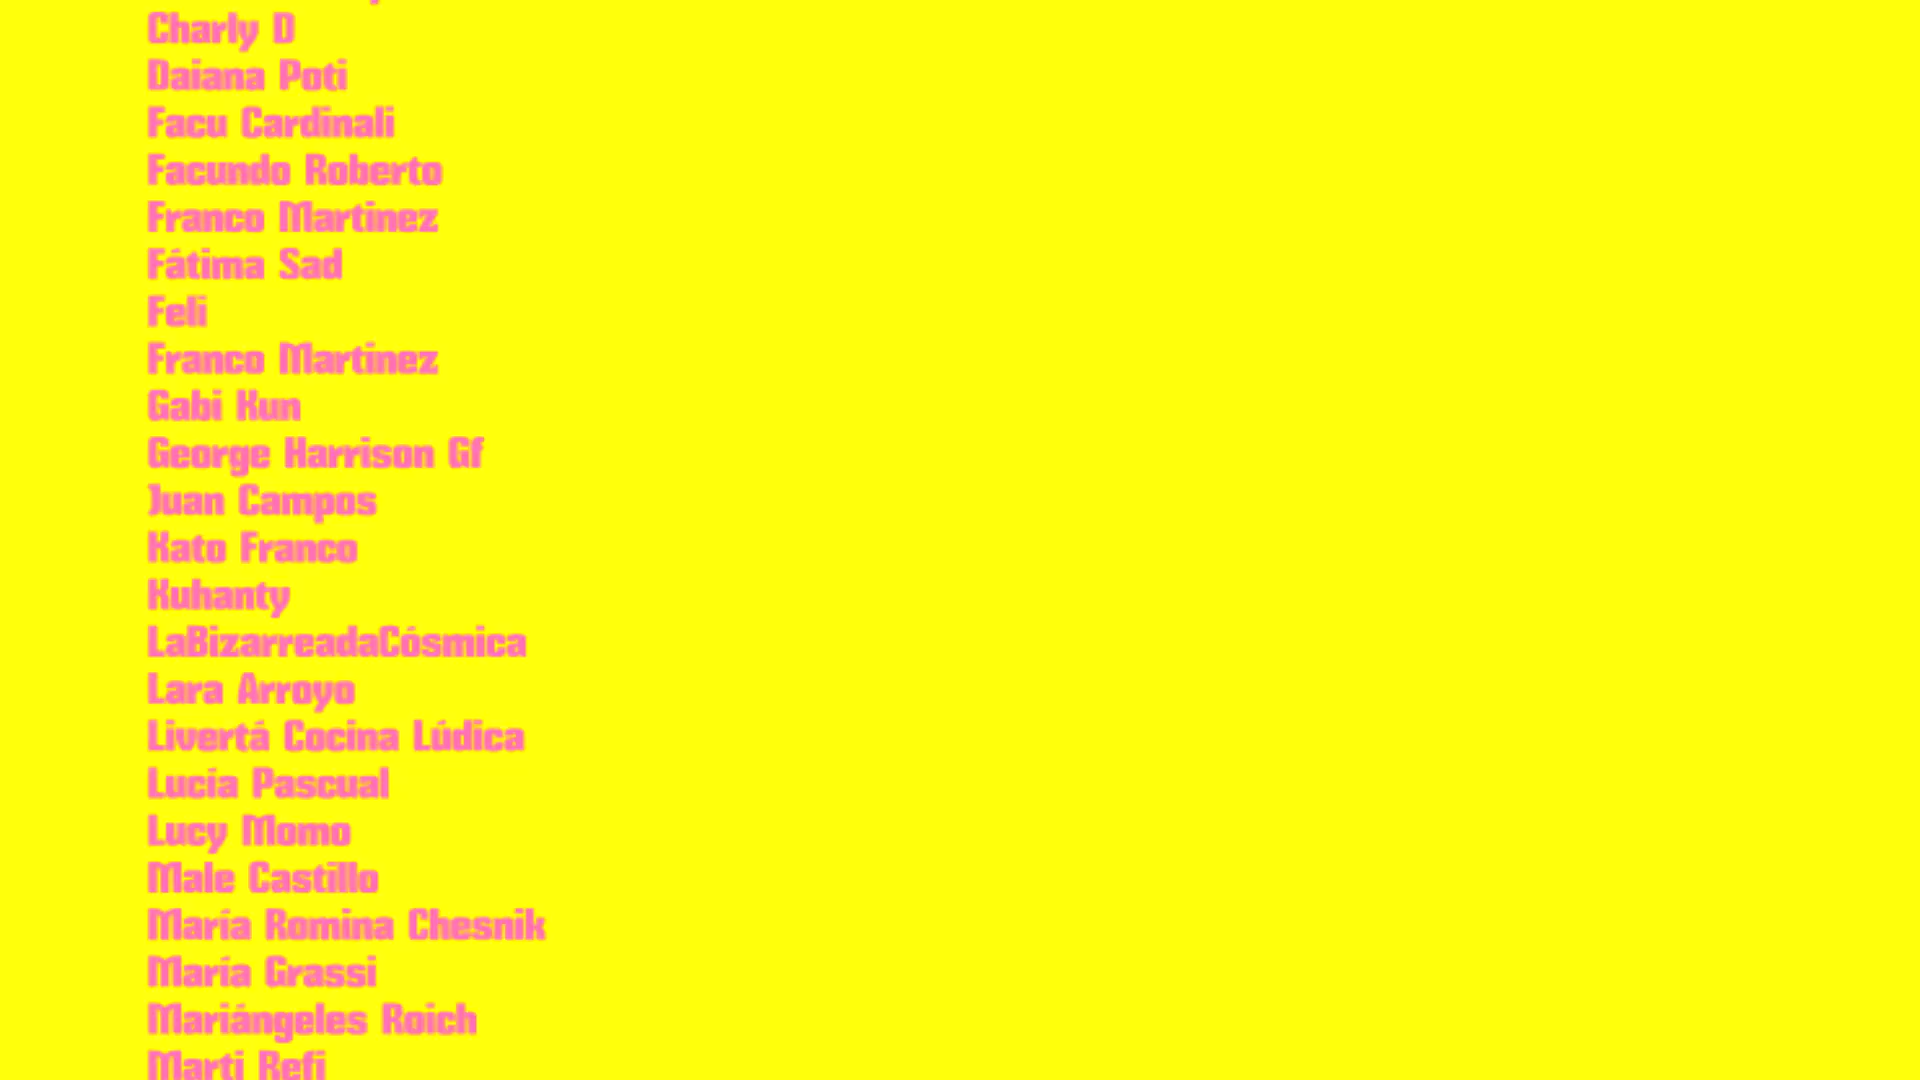 Charly D
Daiana Poti
Facu Cardinali
Facundo Roberto
Franco Martinez
Fátima Sad
Feli
Franco Martinez
Gabi Kun
George Harrison Gf
Juan Campos
Kato Franco
Kuhanty
LaBizarreadaCósmica
Lara Arroyo
Livertá Cocina Lúdica
Lucía Pascual
Lucy Momo
Male Castillo
María Romina Chesnik
María Grassi
Mariángeles Roich
Marti Refi